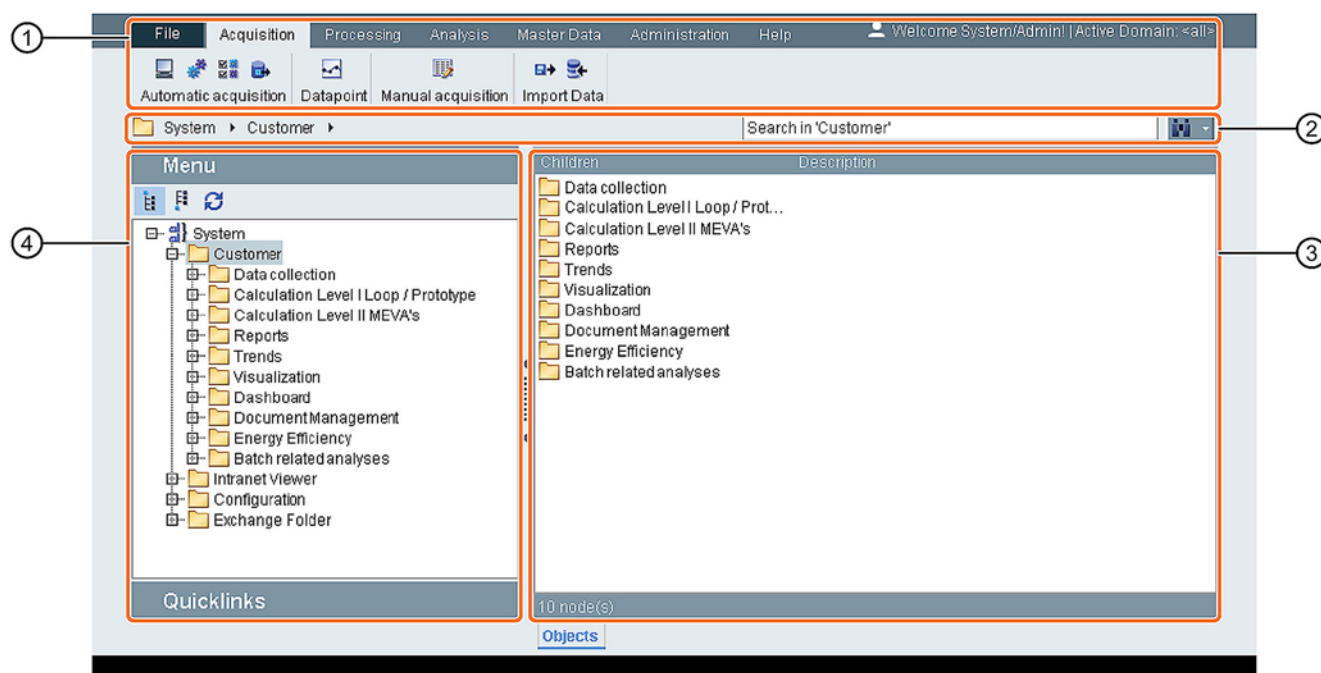 1
File Acquisition Processing Analysis Master Data Administration Help Welcome System/Admin! | Active Domain: <all>
Automatic acquisition Datapoint Manual acquisition Import Data
System Customer Search in 'Customer'
2
Menu
4
System
Customer
Data collection
Calculation Level I Loop / Prototype
Calculation Level II MEVA's
Reports
Trends
Visualization
Dashboard
Document Management
Energy Efficiency
Batch related analyses
Intranet Viewer
Configuration
Exchange Folder
Quicklinks
Children Description
Data collection
Calculation Level I Loop / Prot...
Calculation Level II MEVA's
Reports
Trends
Visualization
Dashboard
Document Management
Energy Efficiency
Batch related analyses
3
10 node(s)
Objects